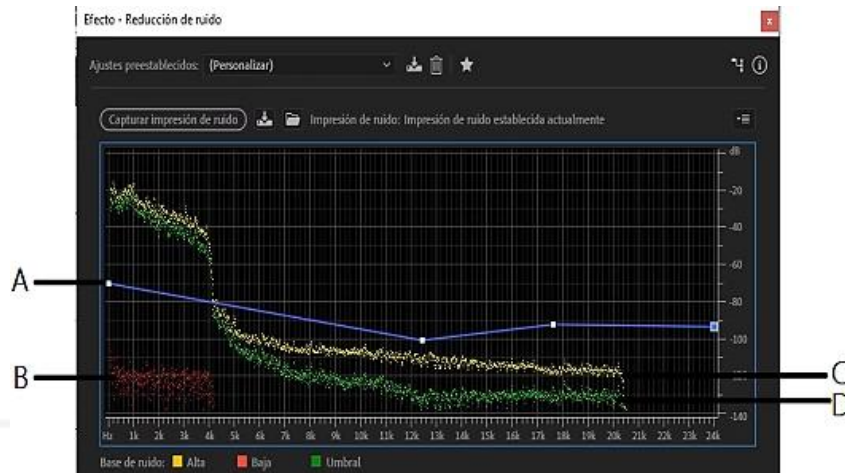 Efecto - Reducción de ruido
x
Ajustes preestablecidos: (Personalizar)
Capturar impresión de ruido Impresión de ruido: Impresión de ruido establecida actualmente
dB
-20
-40
A
-60
-80
-100
B
C
D
-140
Hz 1k 2k 3k 4k 5k 6k 7k 8k 9k 10k 11k 12k 13k 14k 15k 16k 17k 18k 19k 20k 21k 22k 23k 24k
Base de ruido: Alta Baja Umbral